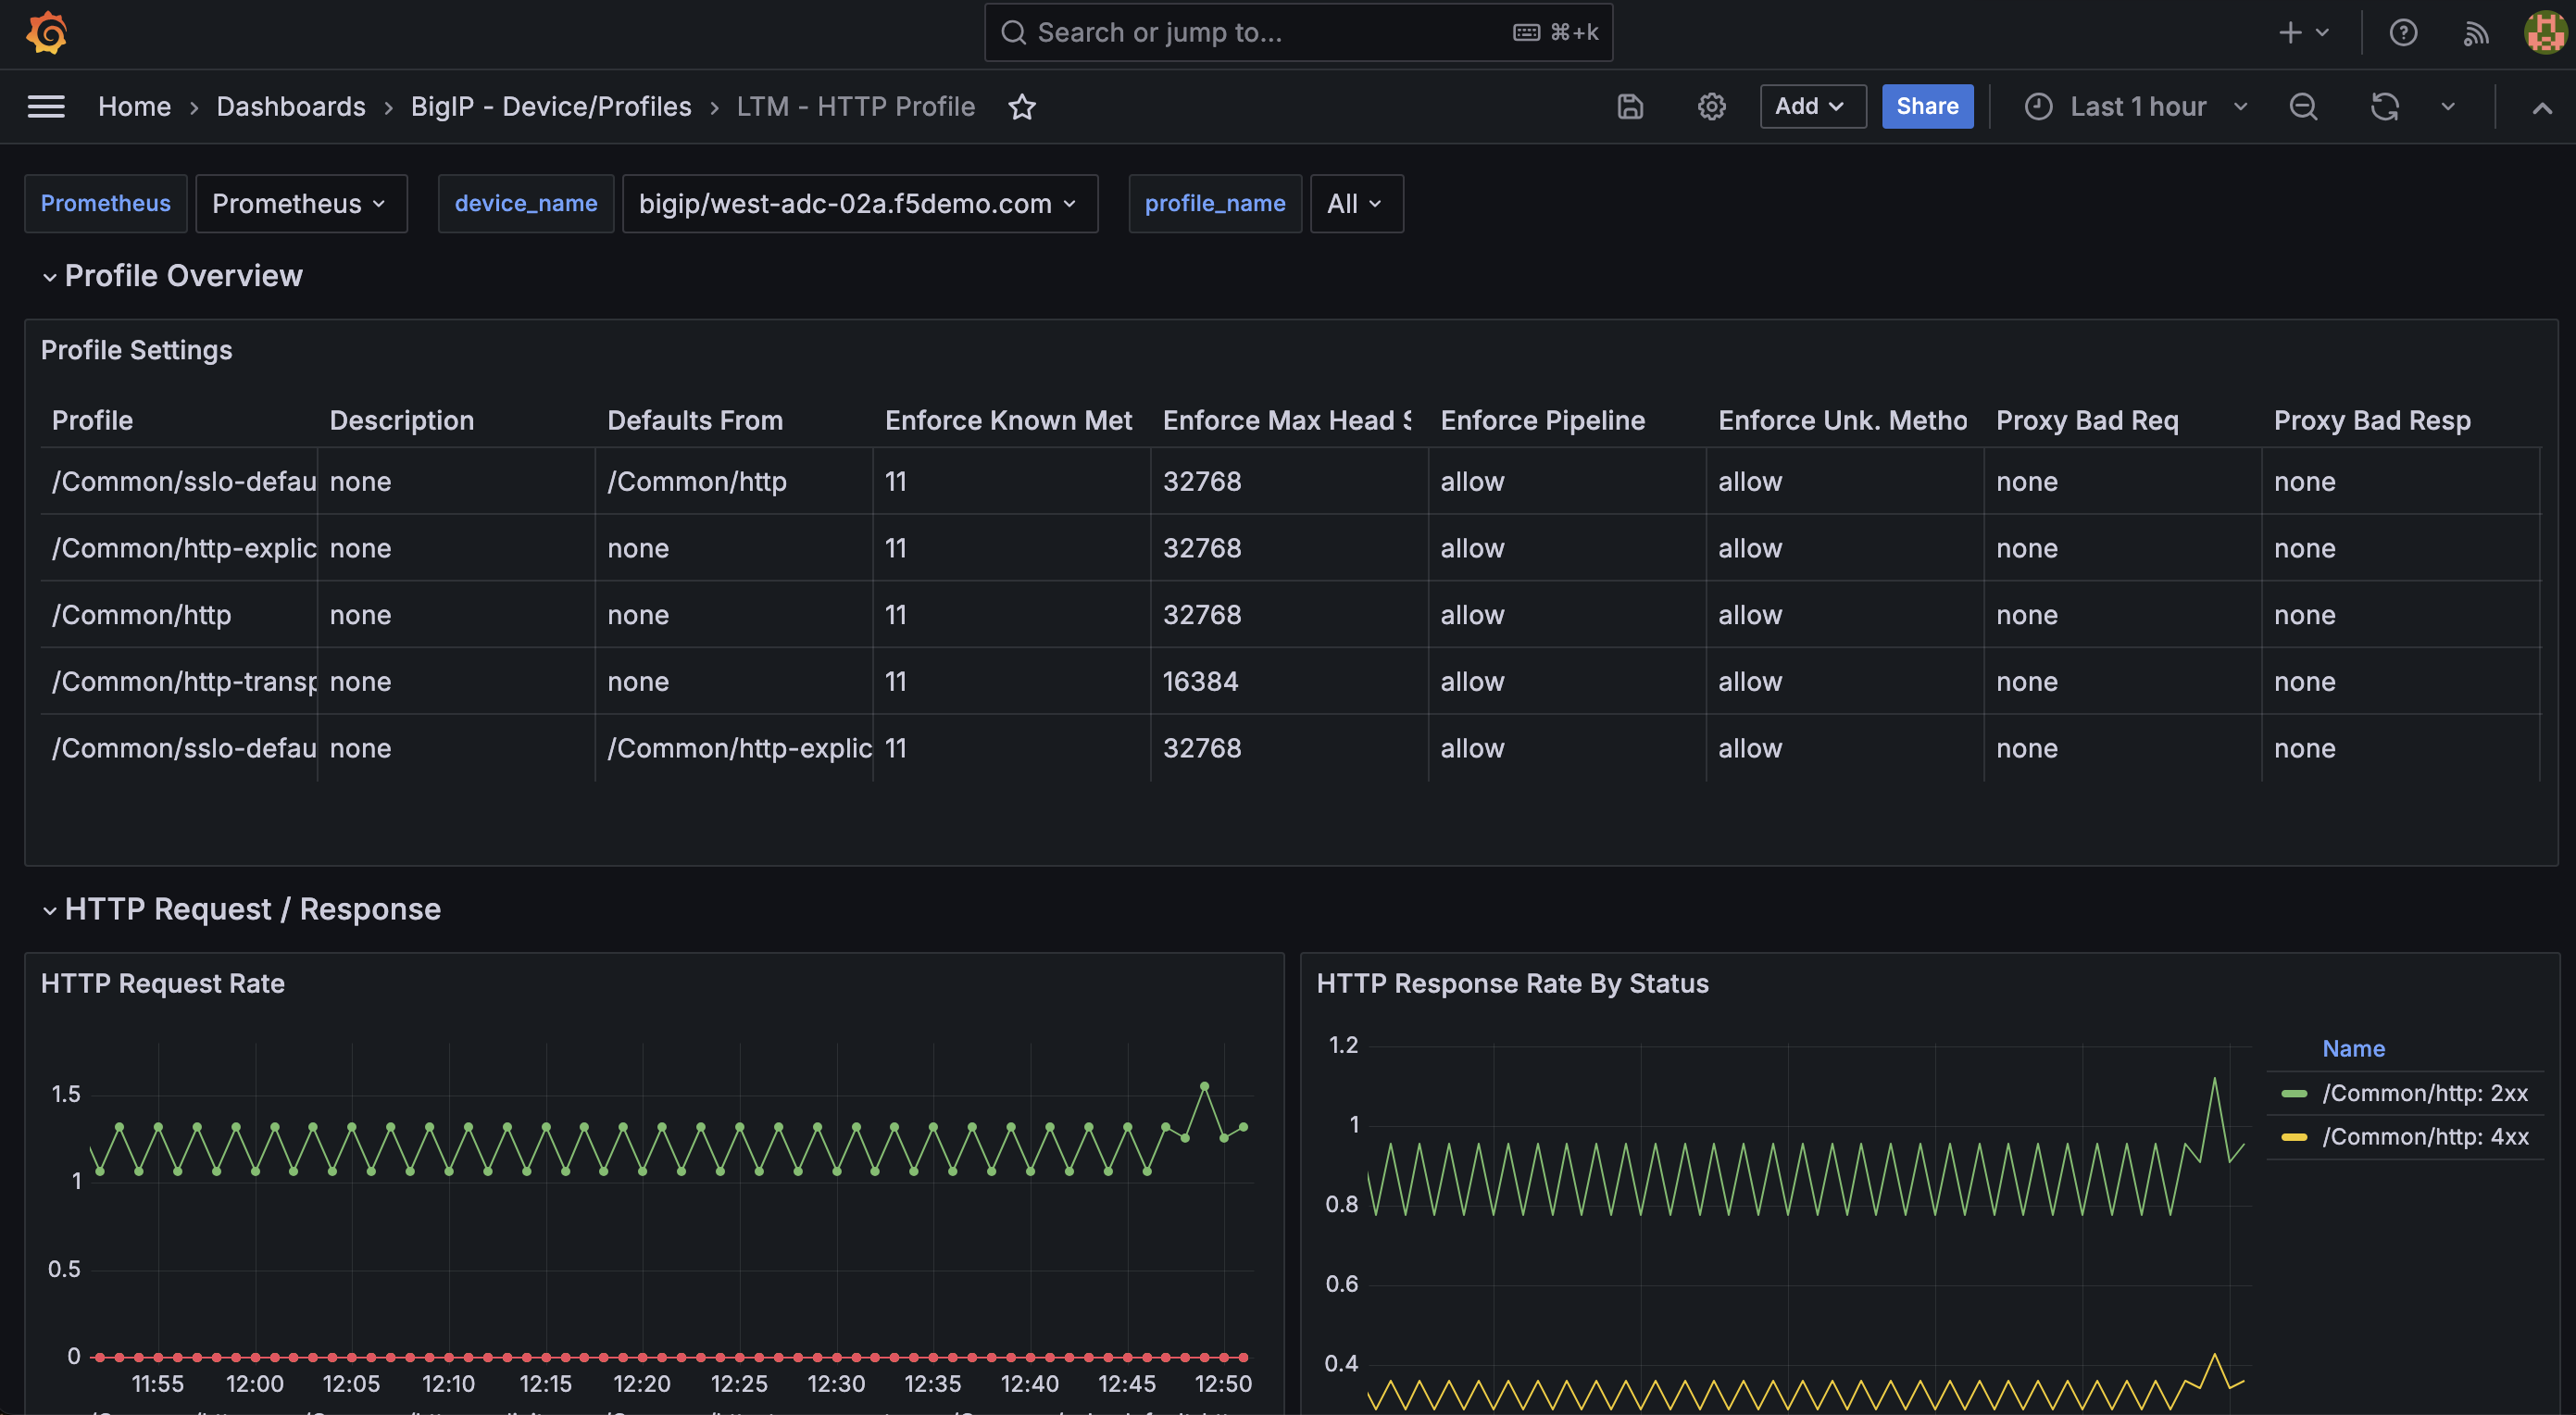 Search or jump to... ⌘+k
Home › Dashboards › BigIP - Device/Profiles › LTM - HTTP Profile Add Share Last 1 hour
Prometheus Prometheus device_name bigip/west-adc-02a.f5demo.com profile_name All
Profile Overview
Profile Settings
Profile Description Defaults From Enforce Known Met Enforce Max Head Enforce Pipeline Enforce Unk. Metho Proxy Bad Req Proxy Bad Resp
/Common/sslo-defau none /Common/http 11 32768 allow allow none none
/Common/http-explic none none 11 32768 allow allow none none
/Common/http none none 11 32768 allow allow none none
/Common/http-transp none none 11 16384 allow allow none none
/Common/sslo-defau none /Common/http-explic 11 32768 allow allow none none
HTTP Request / Response
HTTP Request Rate
1.5
1
0.5
0
11:55 12:00 12:05 12:10 12:15 12:20 12:25 12:30 12:35 12:40 12:45 12:50
HTTP Response Rate By Status
1.2
1
0.8
0.6
0.4
Name
/Common/http: 2xx
/Common/http: 4xx